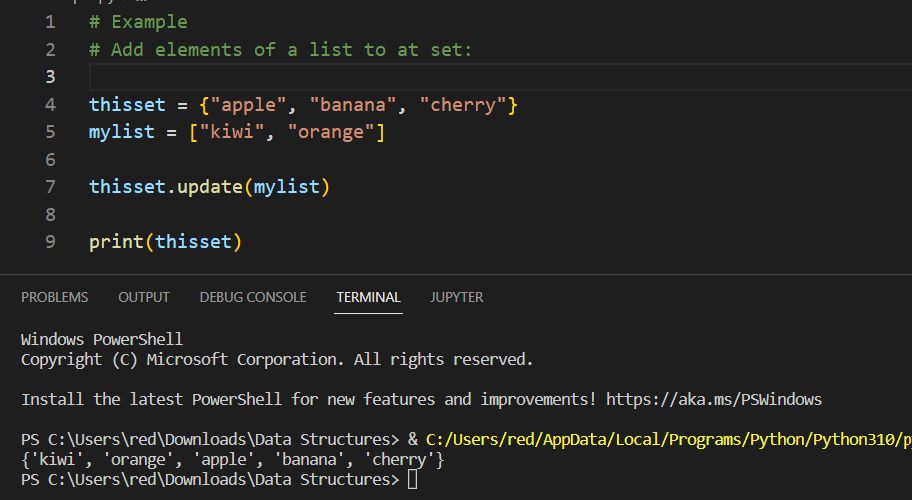 1 # Example
2 # Add elements of a list to at set:
3
4 thisset = {"apple", "banana", "cherry"}
5 mylist = ["kiwi", "orange"]
6
7 thisset.update(mylist)
8
9 print(thisset)
PROBLEMS OUTPUT DEBUG CONSOLE TERMINAL JUPYTER
Windows PowerShell
Copyright (C) Microsoft Corporation. All rights reserved.
Install the latest PowerShell for new features and improvements! https://aka.ms/PSWindows
PS C:\Users\red\Downloads\Data Structures> & C:/Users/red/AppData/Local/Programs/Python/Python310/p
{'kiwi', 'orange', 'apple', 'banana', 'cherry'}
PS C:\Users\red\Downloads\Data Structures>